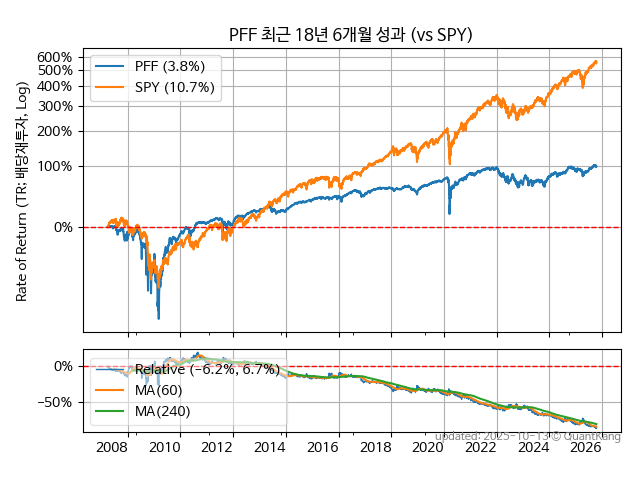 PFF 최근 18년 6개월 성과 (vs SPY)
Rate of Return (TR; 배당재투자, Log)
600%
500%
400%
300%
200%
100%
0%
PFF (3.8%)
SPY (10.7%)
0%
−50%
Relative (−6.2%, 6.7%)
MA(60)
MA(240)
updated: 2025-10-13 © QuantKang
2008 2010 2012 2014 2016 2018 2020 2022 2024 2026